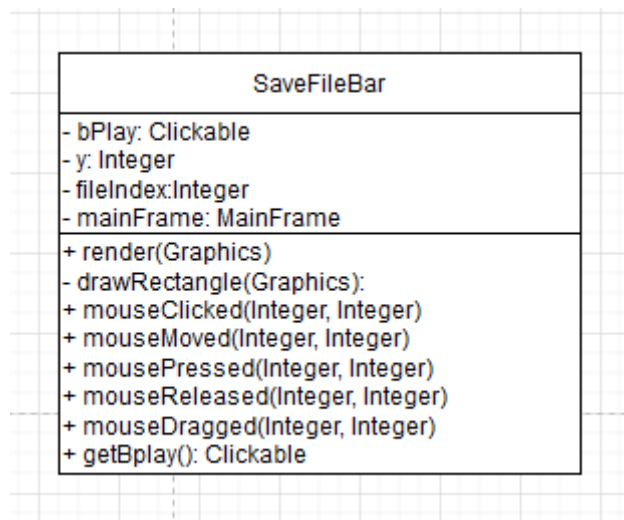 SaveFileBar
- bPlay: Clickable
- y: Integer
- fileIndex:Integer
- mainFrame: MainFrame
+ render(Graphics)
- drawRectangle(Graphics):
+ mouseClicked(Integer, Integer)
+ mouseMoved(Integer, Integer)
+ mousePressed(Integer, Integer)
+ mouseReleased(Integer, Integer)
+ mouseDragged(Integer, Integer)
+ getBplay(): Clickable